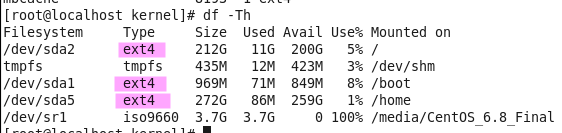 mbcache 8193 1 ext4
[root@localhost kernel]# df -Th
Filesystem Type Size Used Avail Use% Mounted on
/dev/sda2 ext4 212G 11G 200G 5% /
tmpfs tmpfs 435M 12M 423M 3% /dev/shm
/dev/sda1 ext4 969M 71M 849M 8% /boot
/dev/sda5 ext4 272G 86M 259G 1% /home
/dev/sr1 iso9660 3.7G 3.7G 0 100% /media/CentOS_6.8_Final
[root@localhost kernel]#